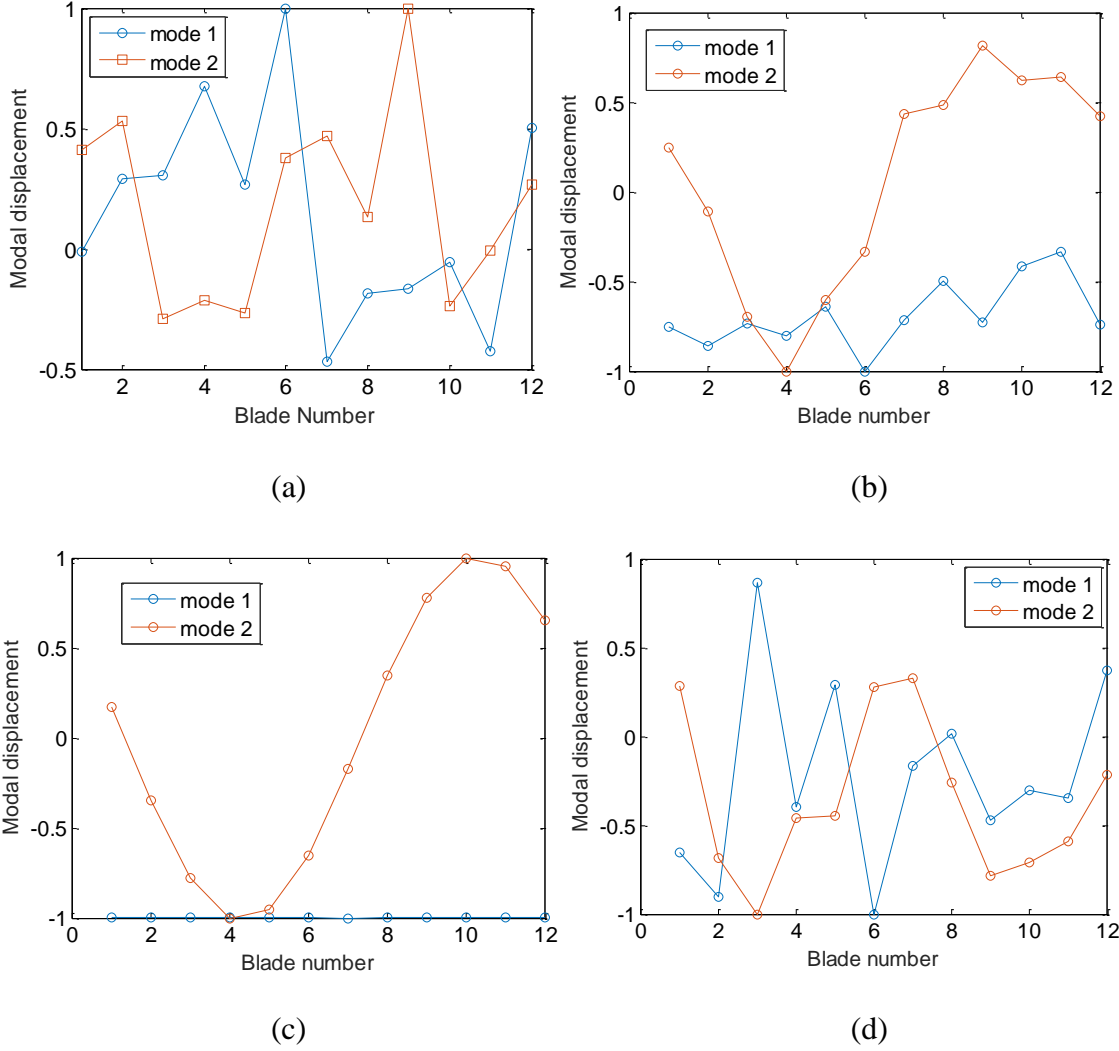 1
0.5
0
-0.5
Modal displacement
mode 1
mode 2
2 4 6 8 10 12
Blade Number
(a)
1
0.5
0
-0.5
-1
Modal displacement
mode 1
mode 2
0 2 4 6 8 10 12
Blade number
(b)
1
0.5
0
-0.5
-1
Modal displacement
mode 1
mode 2
0 2 4 6 8 10 12
Blade number
(c)
1
0.5
0
-0.5
-1
Modal displacement
mode 1
mode 2
0 2 4 6 8 10 12
Blade number
(d)